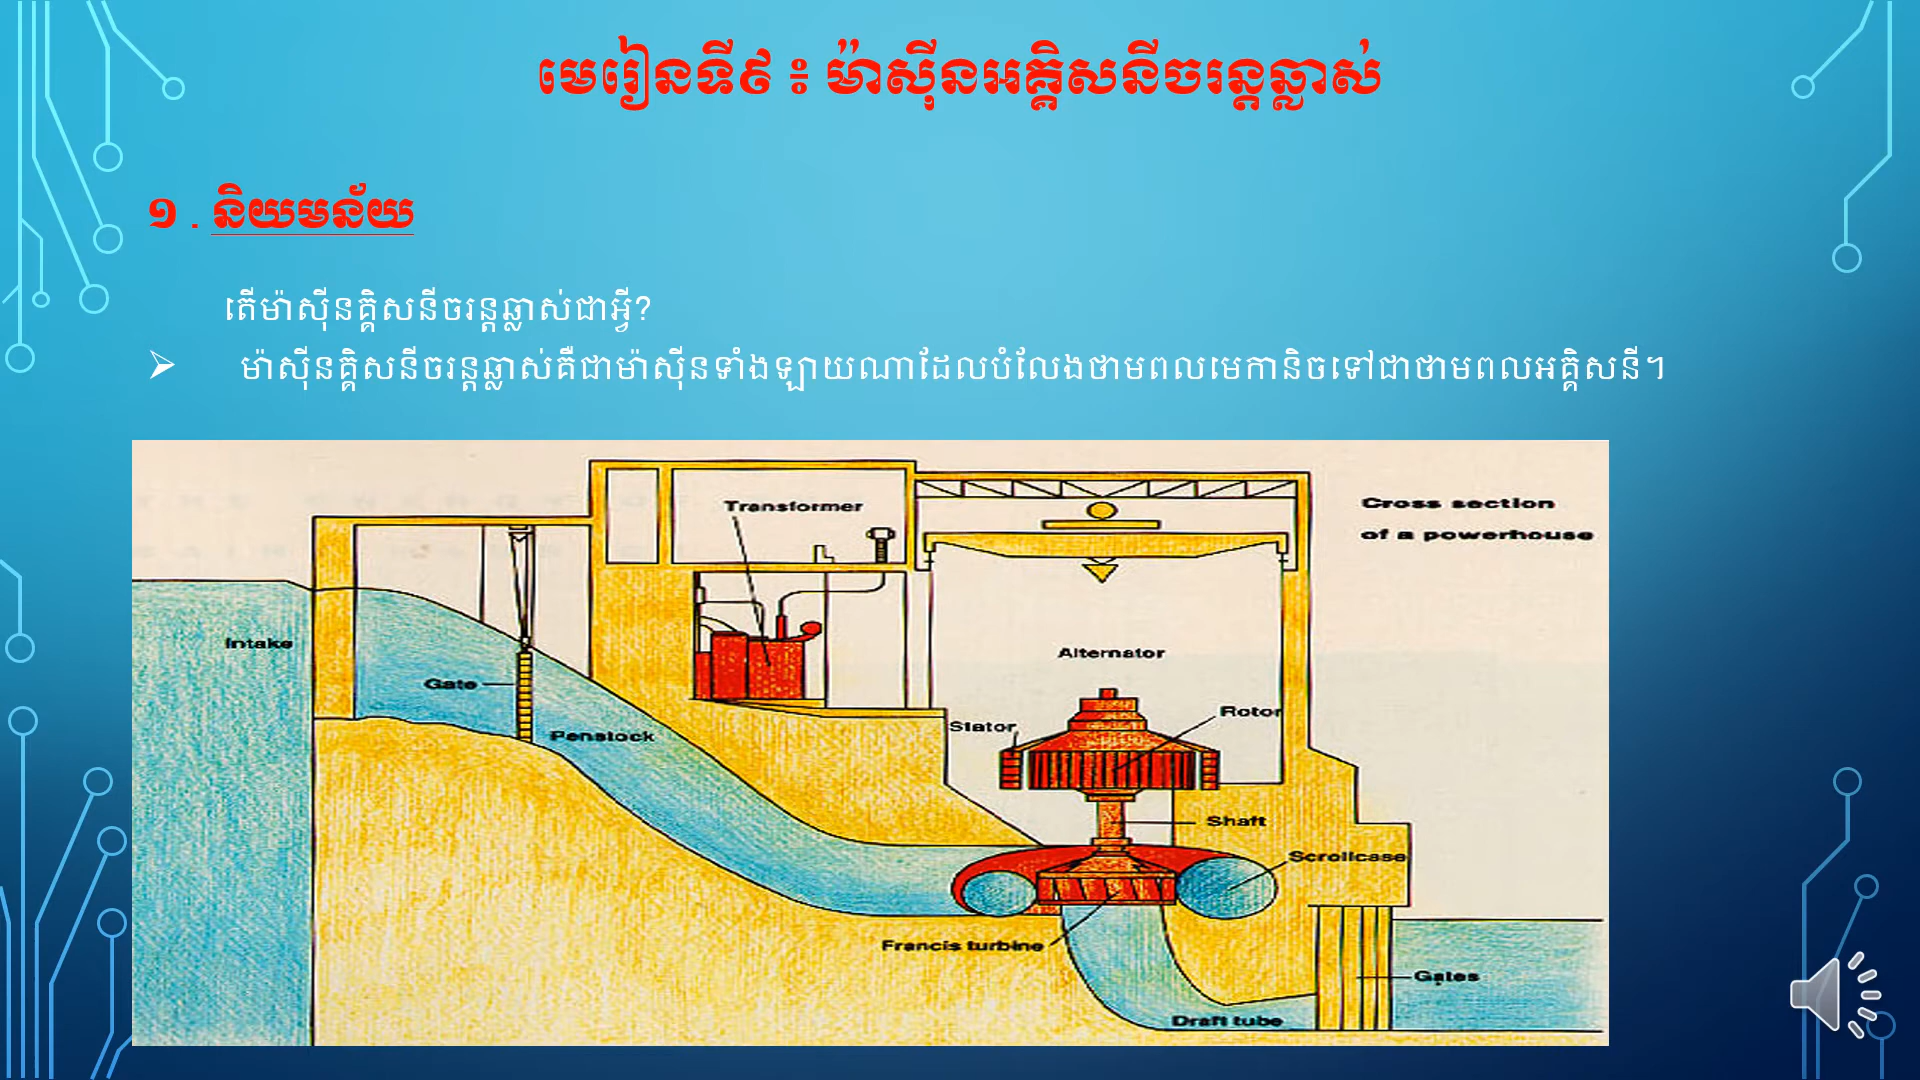 មេរៀនទី៩ ៖ ម៉ាស៊ីនអគ្គិសនីចរន្តឆ្លាស់
១ . និយមន័យ
តើម៉ាស៊ីនគ្គិសនីចរន្តឆ្លាស់ជាអ្វី?
ម៉ាស៊ីនគ្គិសនីចរន្តឆ្លាស់គឺជាម៉ាស៊ីនទាំងឡាយណាដែលបំលែងថាមពលមេកានិចទៅជាថាមពលអគ្គិសនី។
Transformer
Cross section
of a powerhouse
Intake
Alternator
Gate
Rotor
Stator
Penstock
Shaft
Scrollcase
Francis turbine
Gates
Draft tube